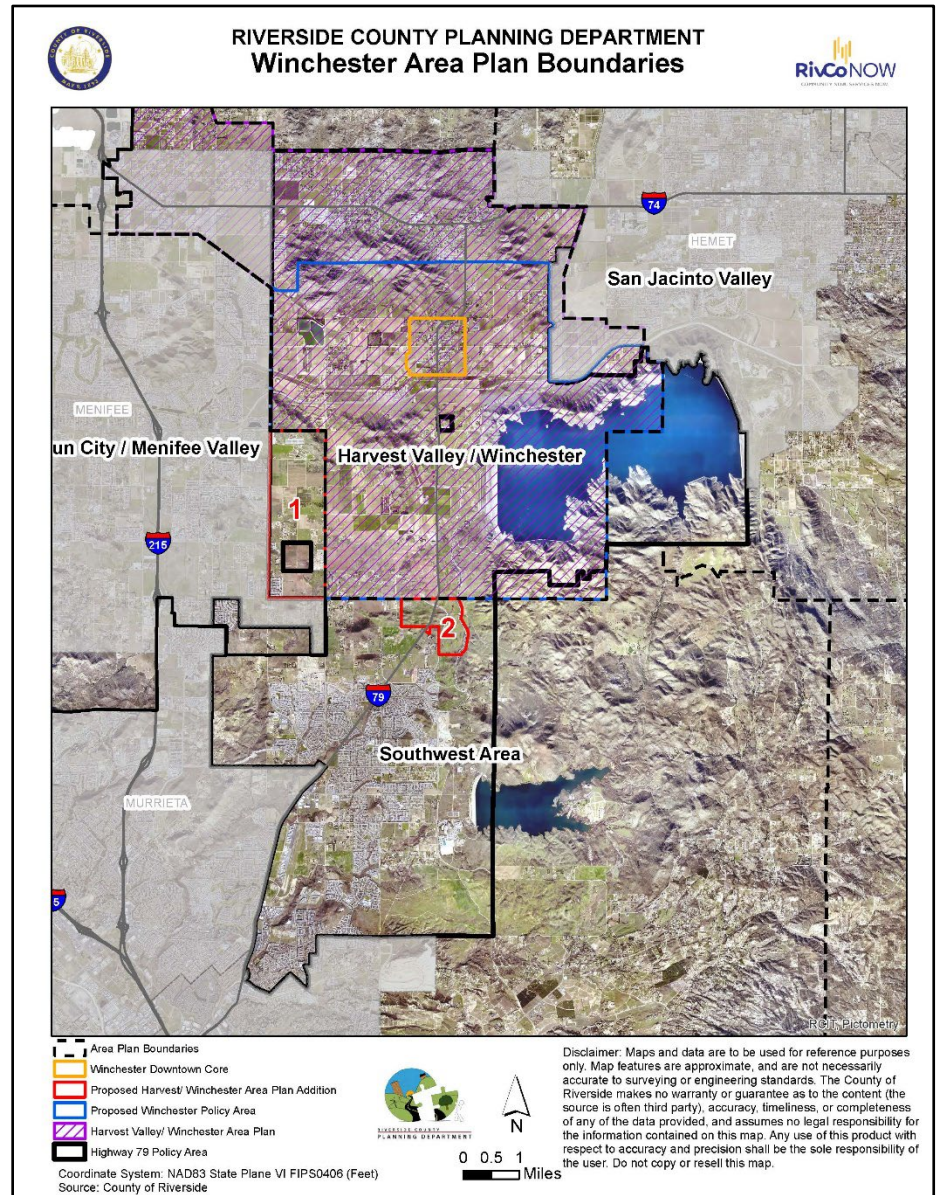 RIVERSIDE COUNTY PLANNING DEPARTMENT
Winchester Area Plan Boundaries
COUNTY OF RIVERSIDE
MAY 9, 1893
RivCoNOW
74
HEMET
San Jacinto Valley
MENIFEE
un City / Menifee Valley
Harvest Valley / Winchester
1
215
2
79
Southwest Area
MURRIETA
5
RCIT, Pictometry
Area Plan Boundaries
Winchester Downtown Core
Proposed Harvest/ Winchester Area Plan Addition
Proposed Winchester Policy Area
Harvest Valley/ Winchester Area Plan
Highway 79 Policy Area
Coordinate System: NAD83 State Plane VI FIPS0406 (Feet)
Source: County of Riverside
RIVERSIDE COUNTY
PLANNING DEPARTMENT
N
0 0.5 1
Miles
Disclaimer: Maps and data are to be used for reference purposes
only. Map features are approximate, and are not necessarily
accurate to surveying or engineering standards. The County of
Riverside makes no warranty or guarantee as to the content (the
source is often third party), accuracy, timeliness, or completeness
of any of the data provided, and assumes no legal responsibility for
the information contained on this map. Any use of this product with
respect to accuracy and precision shall be the sole responsibility of
the user. Do not copy or resell this map.